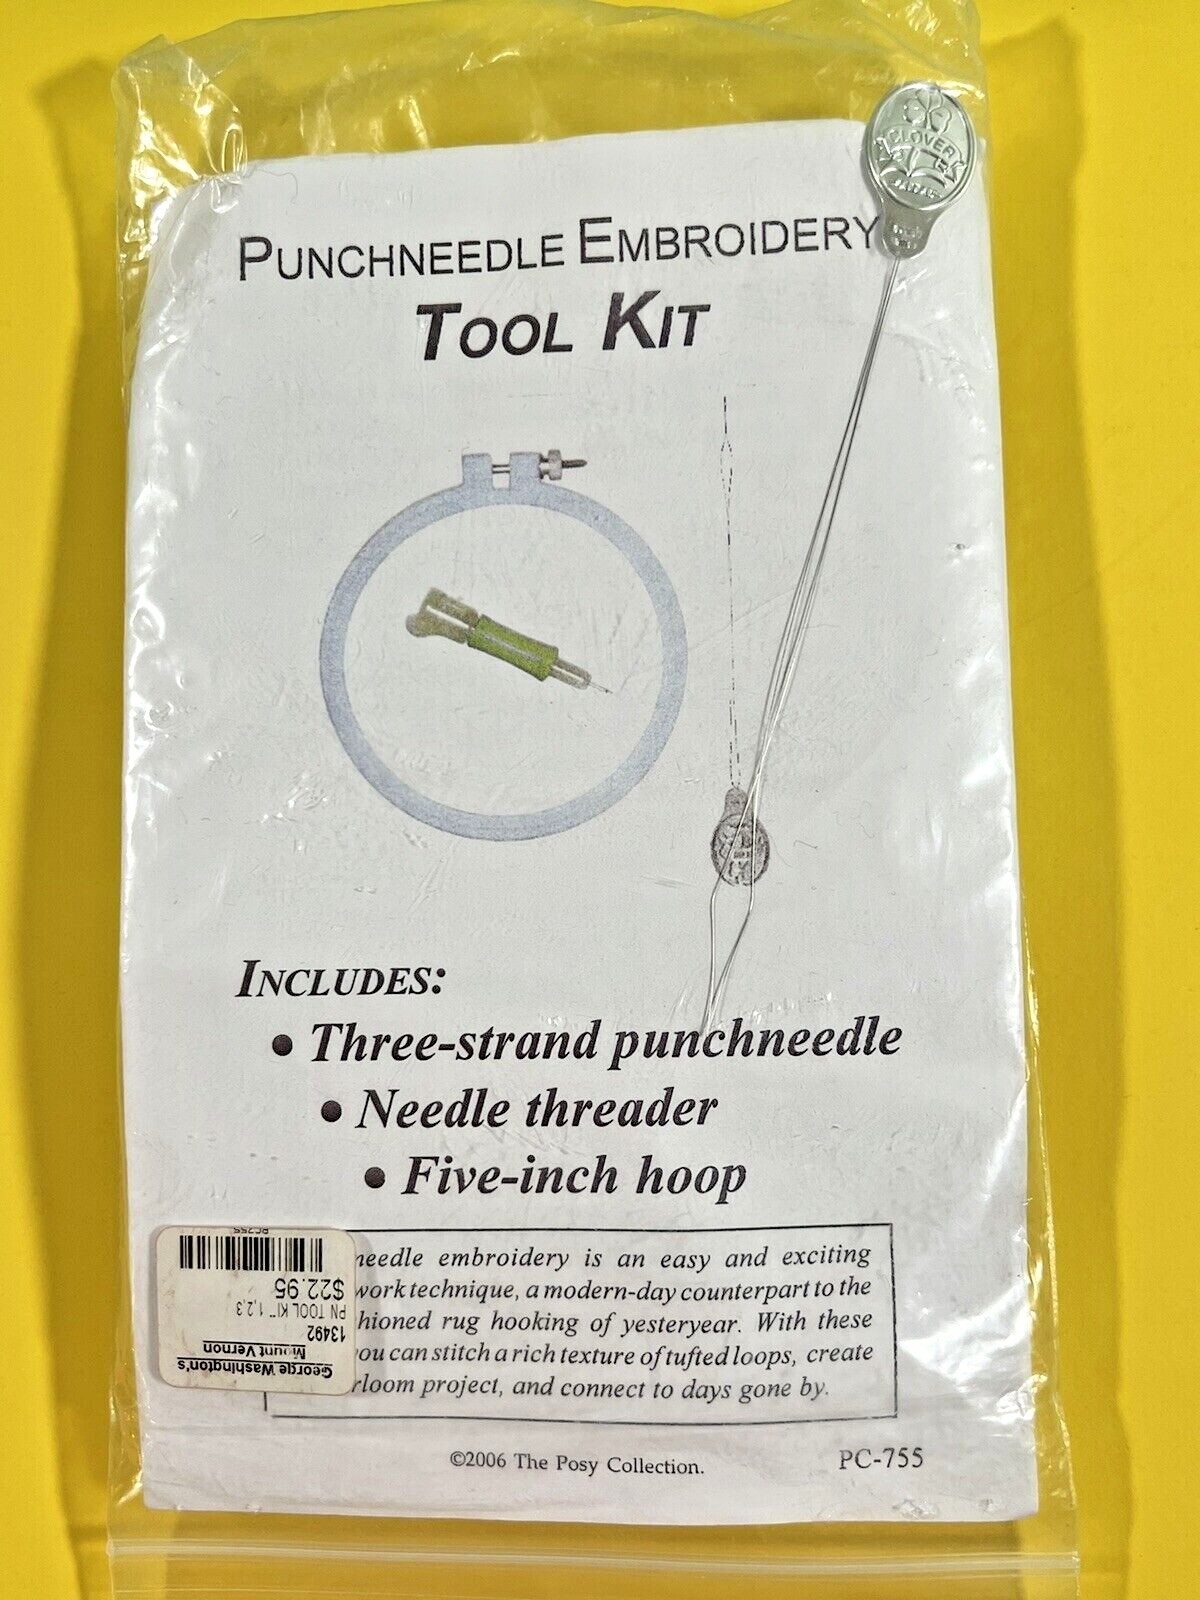 CLOVER
PUNCHNEEDLE EMBROIDERY
TOOL KIT
INCLUDES:
• Three-strand punchneedle
• Needle threader
• Five-inch hoop
needle embroidery is an easy and exciting
work technique, a modern-day counterpart to the
hioned rug hooking of yesteryear. With these
you can stitch a rich texture of tufted loops, create
rloom project, and connect to days gone by.
George Washington's
Mount Vernon
13492
PN TOOL KI 1,2,3
$22.95
PC755
©2006 The Posy Collection.
PC-755